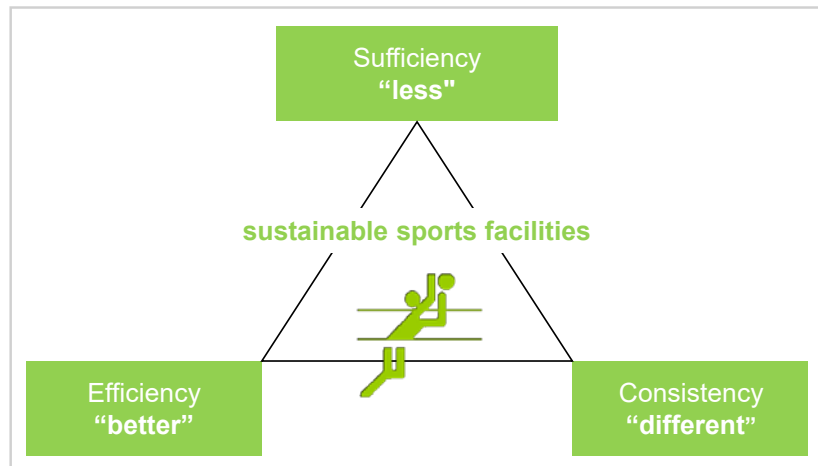 Sufficiency
“less"
sustainable sports facilities
Efficiency
“better”
Consistency
“different”